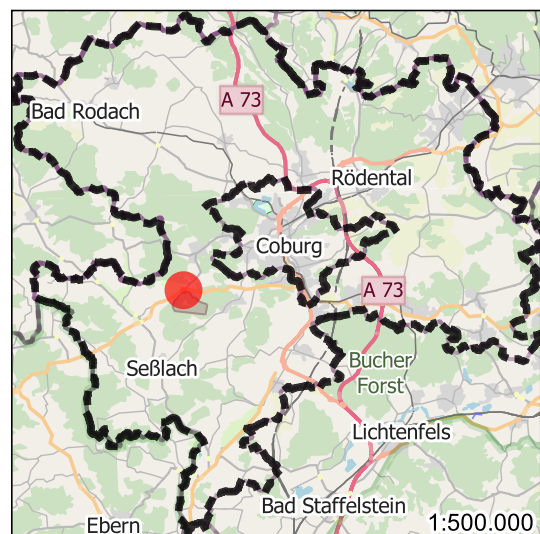 A 73
Bad Rodach
Rödental
Coburg
A 73
Seßlach
Bucher
Forst
Lichtenfels
Bad Staffelstein
Ebern
1:500.000